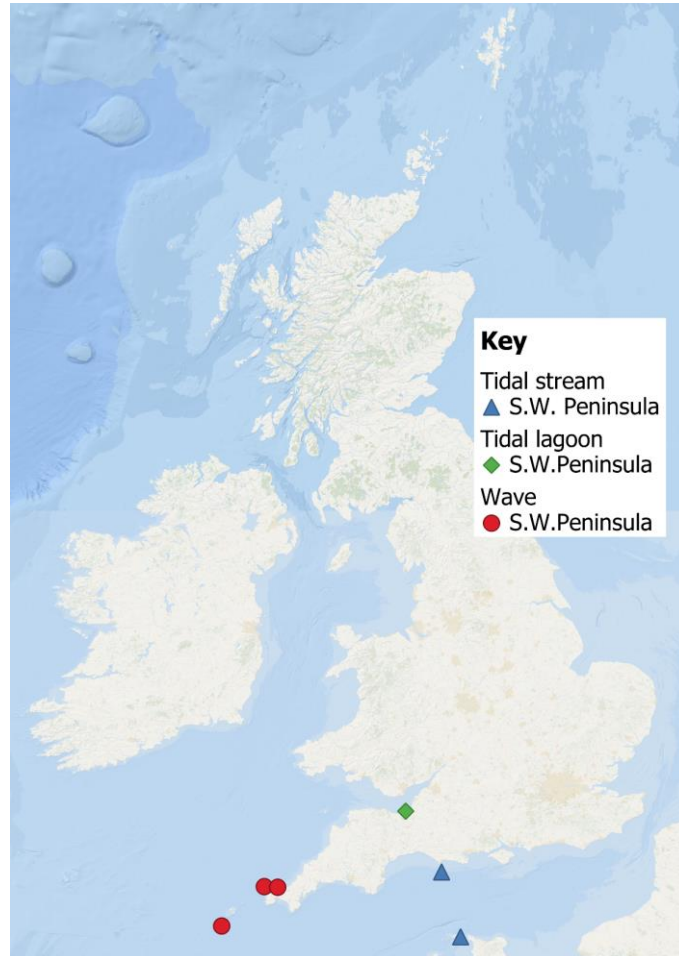 Key
Tidal stream
S.W. Peninsula
Tidal lagoon
S.W.Peninsula
Wave
S.W.Peninsula